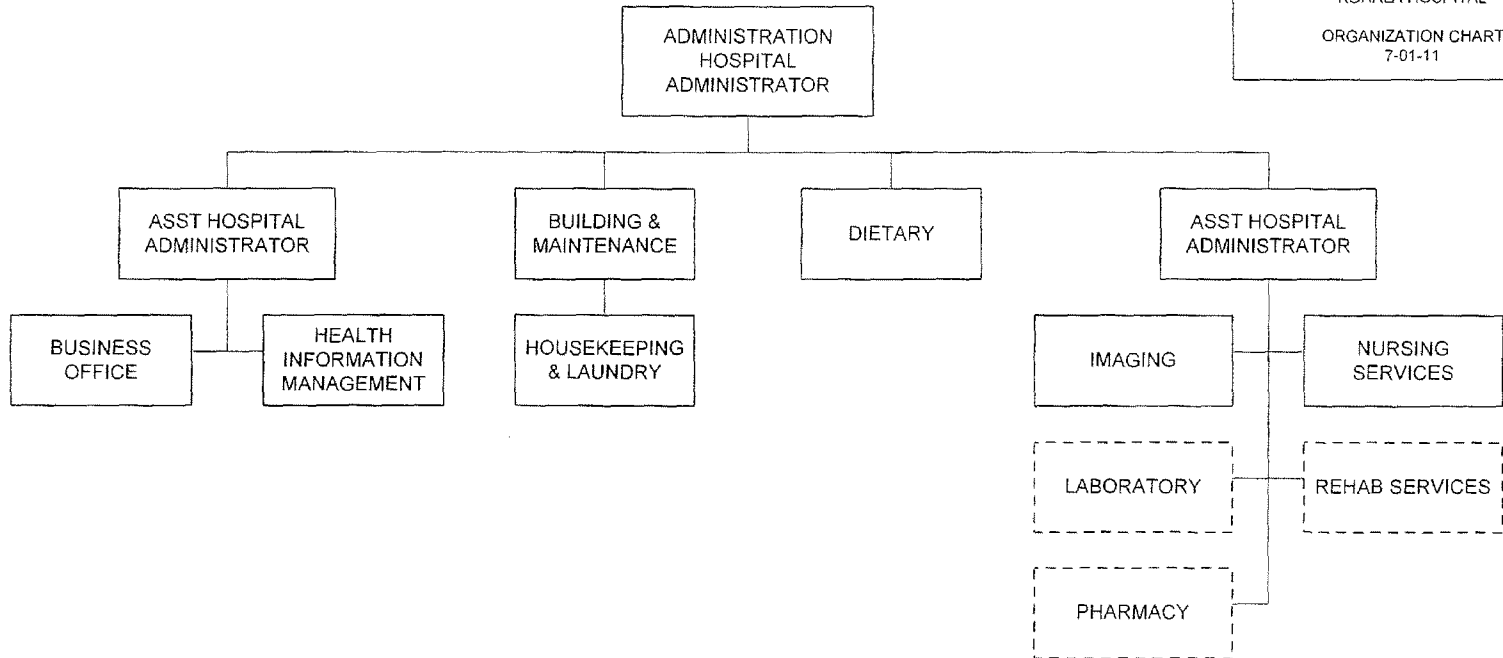 HOSPITAL
ORGANIZATION CHART
7-01-11
ADMINISTRATION
HOSPITAL
ADMINISTRATOR
ASST HOSPITAL
ADMINISTRATOR
BUILDING &
MAINTENANCE
DIETARY
ASST HOSPITAL
ADMINISTRATOR
BUSINESS
OFFICE
HEALTH
INFORMATION
MANAGEMENT
HOUSEKEEPING
& LAUNDRY
IMAGING
NURSING
SERVICES
LABORATORY
REHAB SERVICES
PHARMACY